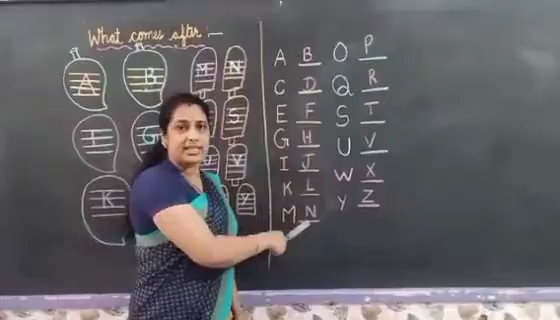 What comes after :-
A B M N
I G S
V
K Y
A B O P
C D Q R
E F S T
G H U V
I J W X
K L Y Z
M N